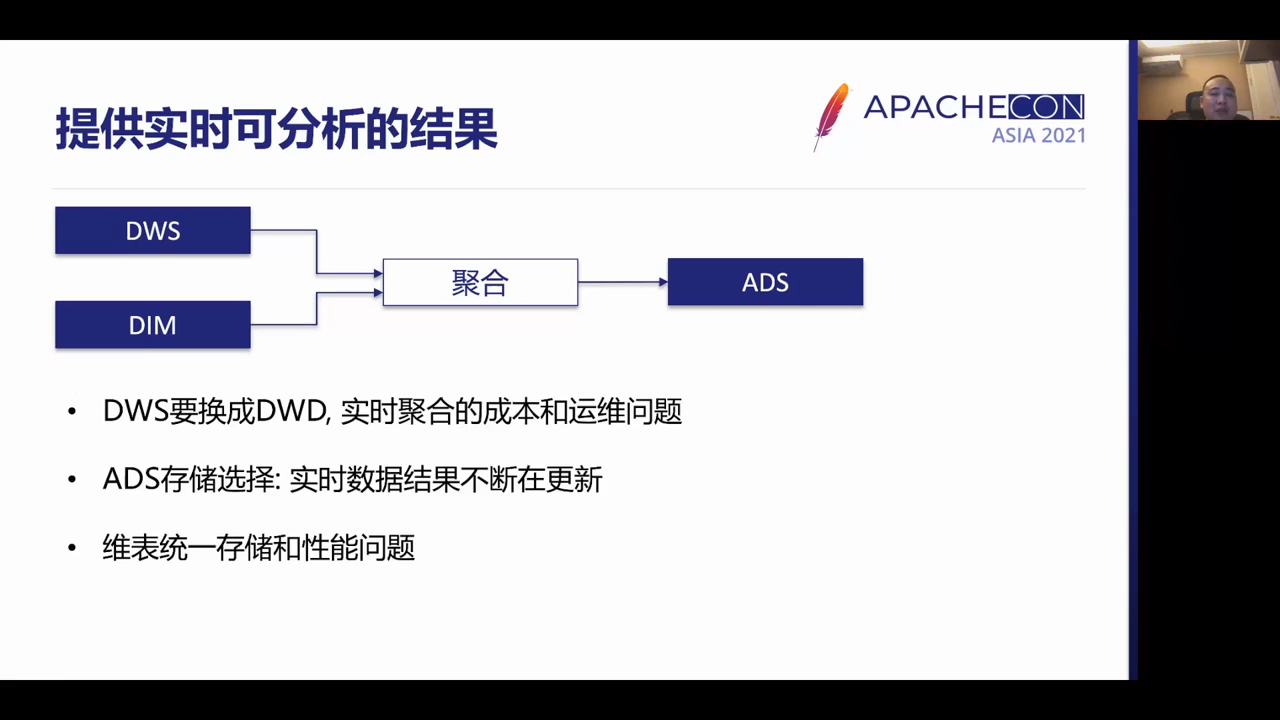 提供实时可分析的结果
APACHECON
ASIA 2021
DWS
聚合
ADS
DIM
• DWS要换成DWD, 实时聚合的成本和运维问题
• ADS存储选择: 实时数据结果不断在更新
• 维表统一存储和性能问题